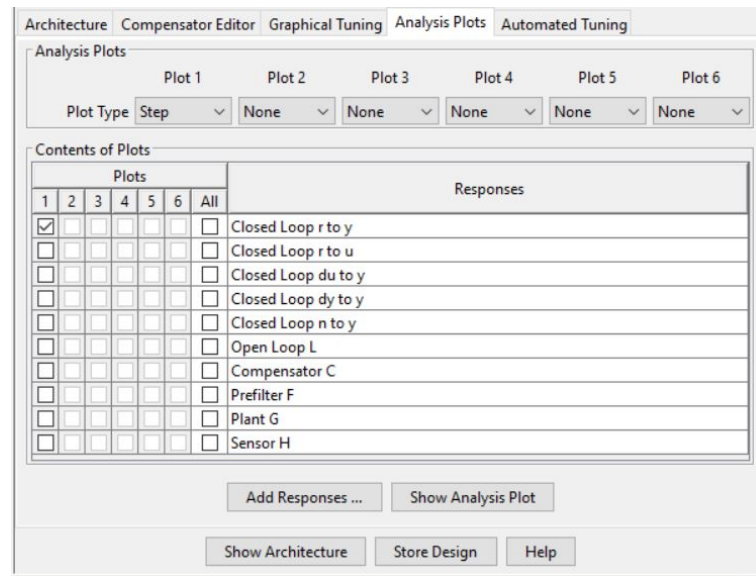 Architecture Compensator Editor Graphical Tuning Analysis Plots Automated Tuning
Analysis Plots
Plot 1 Plot 2 Plot 3 Plot 4 Plot 5 Plot 6
Plot Type Step None None None None None
Contents of Plots
Plots
Responses
1 2 3 4 5 6 All
Closed Loop r to y
Closed Loop r to u
Closed Loop du to y
Closed Loop dy to y
Closed Loop n to y
Open Loop L
Compensator C
Prefilter F
Plant G
Sensor H
Add Responses ... Show Analysis Plot
Show Architecture Store Design Help